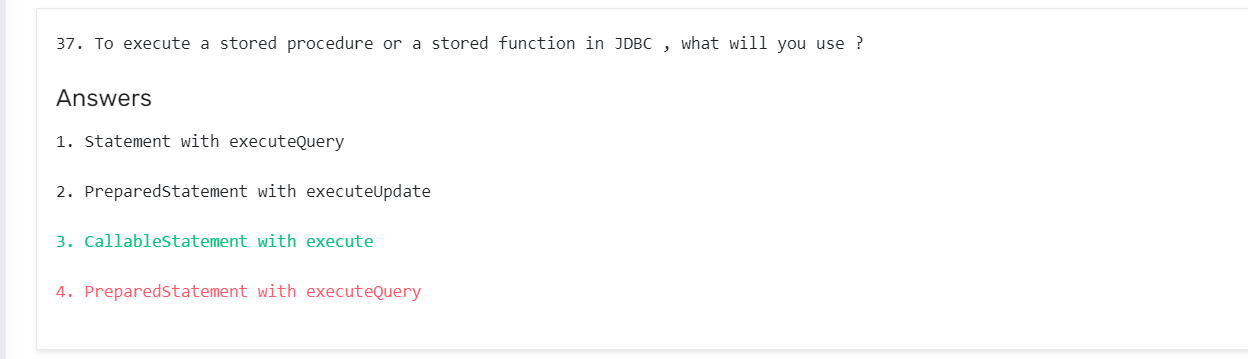 37. To execute a stored procedure or a stored function in JDBC , what will you use ?
Answers
1. Statement with executeQuery
2. PreparedStatement with executeUpdate
3. CallableStatement with execute
4. PreparedStatement with executeQuery